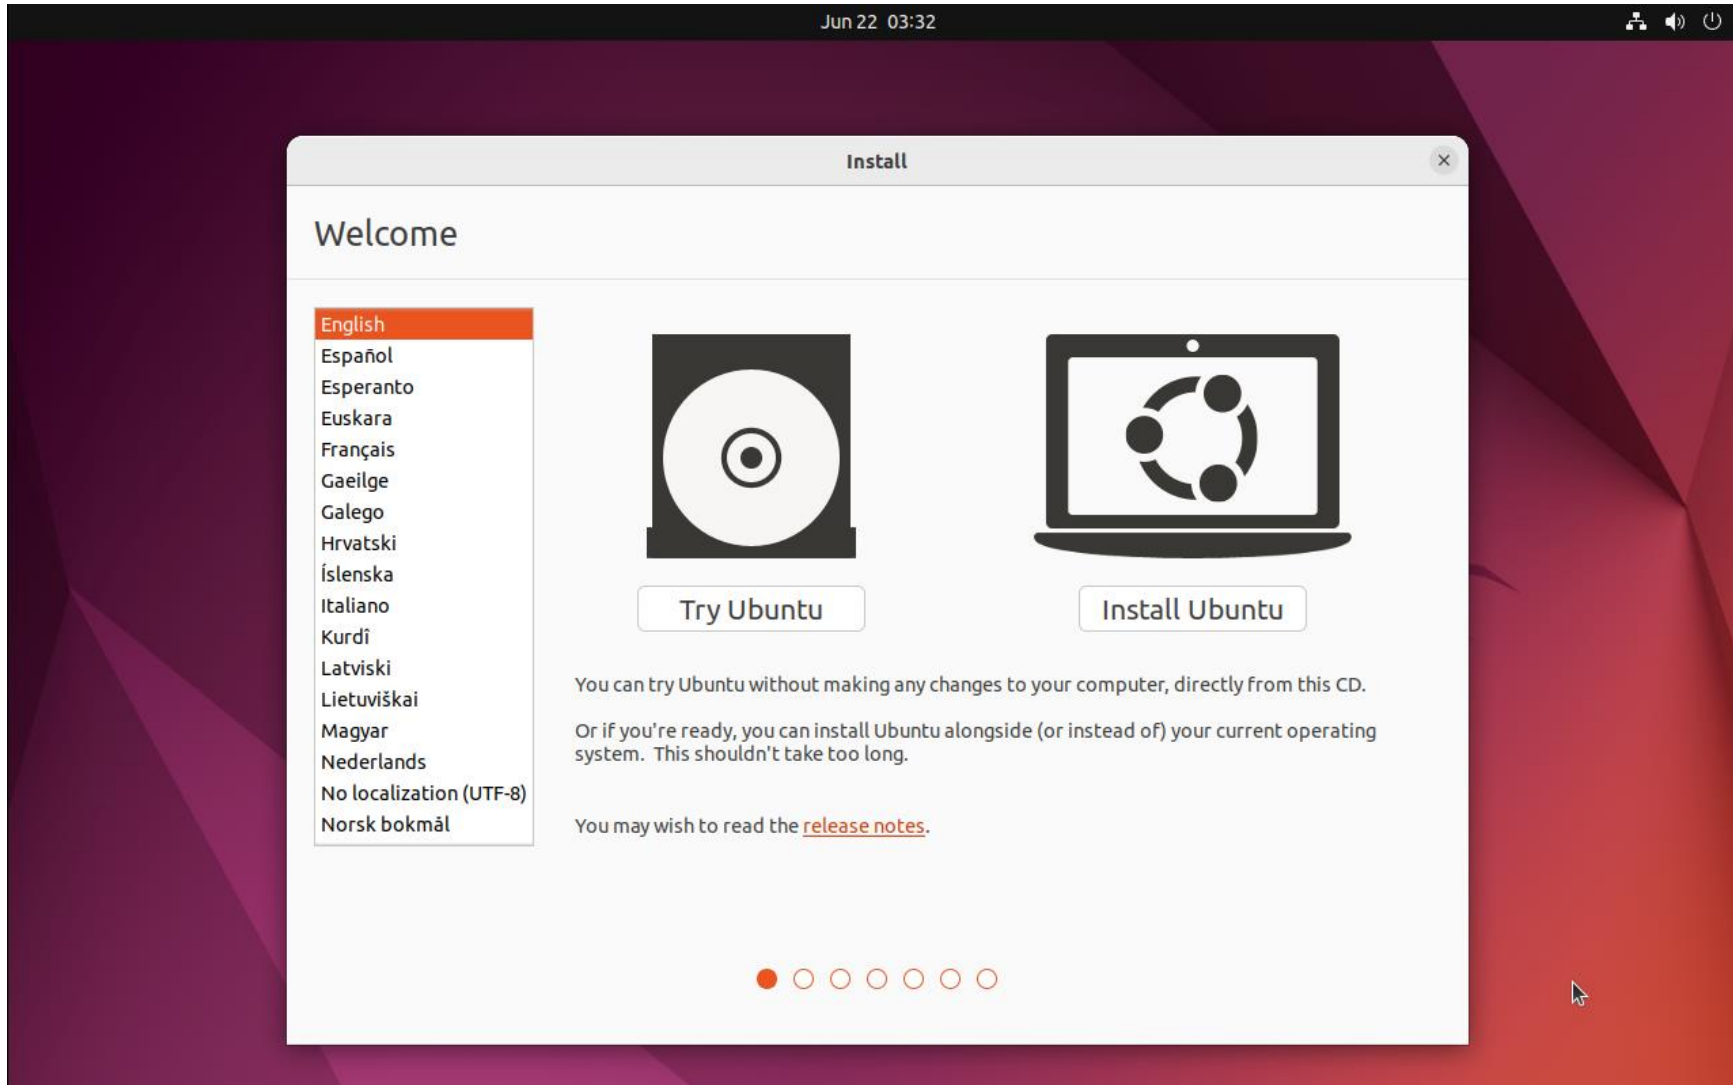 Jun 22 03:32
Install
Welcome
English
Español
Esperanto
Euskara
Français
Gaeilge
Galego
Hrvatski
Íslenska
Italiano
Kurdî
Latviski
Lietuviškai
Magyar
Nederlands
No localization (UTF-8)
Norsk bokmål
Try Ubuntu
Install Ubuntu
You can try Ubuntu without making any changes to your computer, directly from this CD.
Or if you're ready, you can install Ubuntu alongside (or instead of) your current operating
system. This shouldn't take too long.
You may wish to read the release notes.